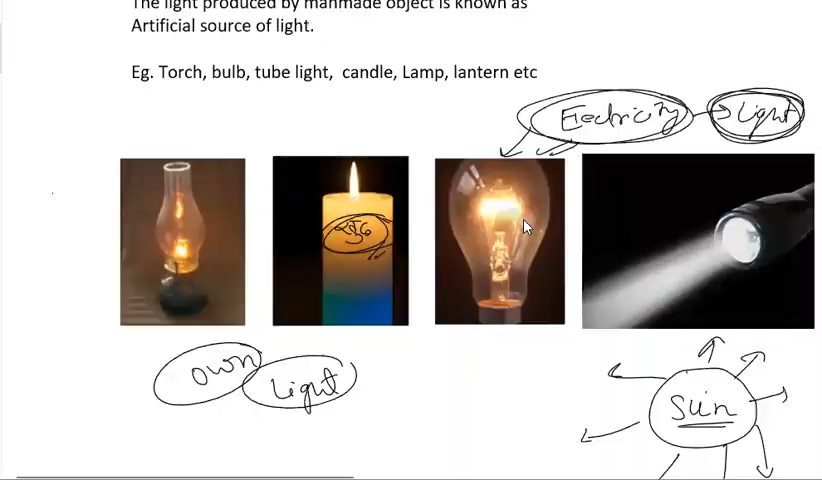 The light produced by manmade object is known as
Artificial source of light.
Eg. Torch, bulb, tube light, candle, Lamp, lantern etc
Electricity → Light
own Light
Sun